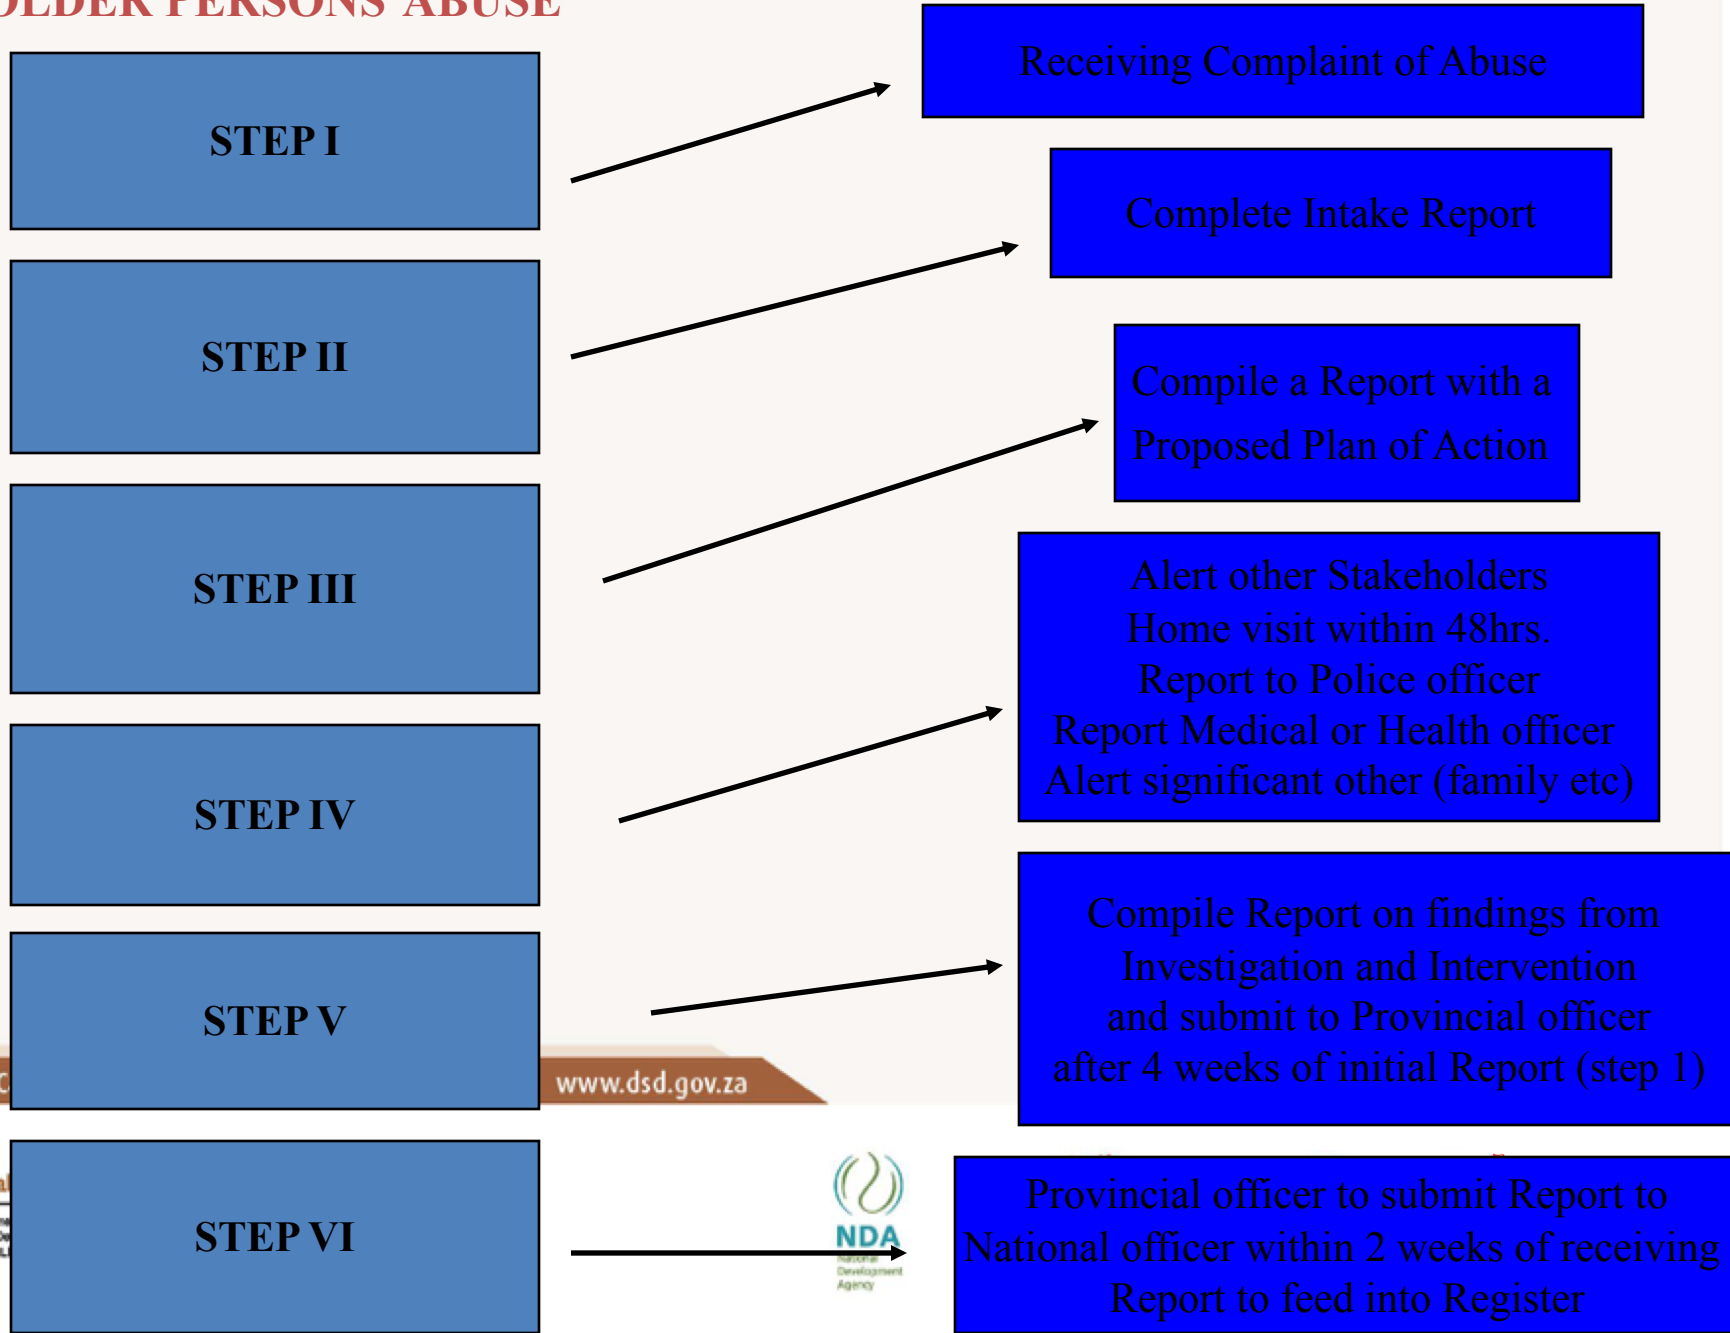 OLDER PERSONS' ABUSE
STEP I
Receiving Complaint of Abuse
STEP II
Complete Intake Report
STEP III
Compile a Report with a
Proposed Plan of Action
STEP IV
Alert other Stakeholders
Home visit within 48hrs.
Report to Police officer
Report Medical or Health officer
Alert significant other (family etc)
STEP V
Compile Report on findings from
Investigation and Intervention
and submit to Provincial officer
after 4 weeks of initial Report (step 1)
www.dsd.gov.za
STEP VI
Provincial officer to submit Report to
National officer within 2 weeks of receiving
Report to feed into Register
NDA
National
Development
Agency